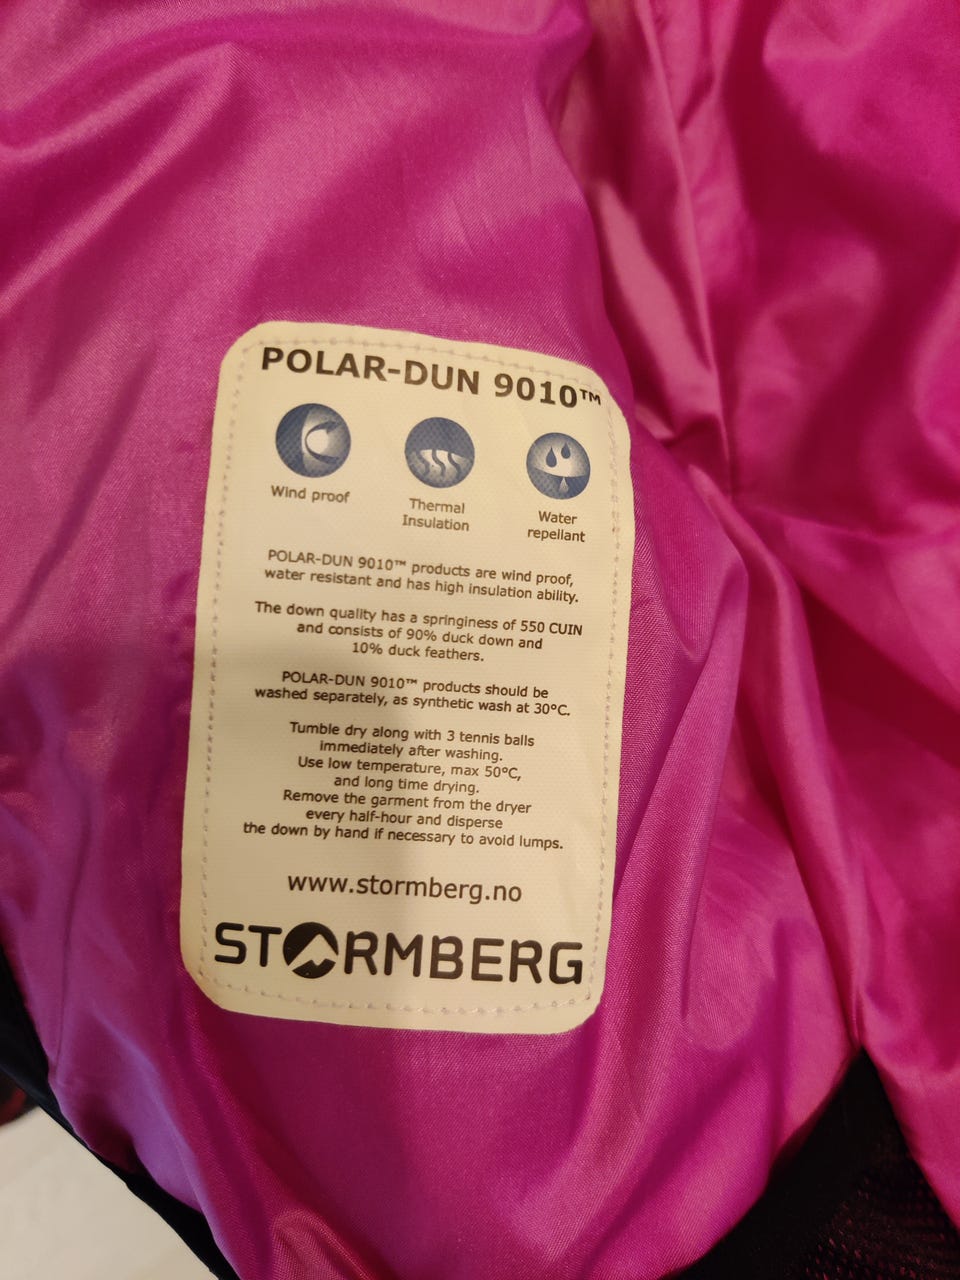 POLAR-DUN 9010™
Wind proof
Thermal
Insulation
Water
repellant
POLAR-DUN 9010™ products are wind proof,
water resistant and has high insulation ability.
The down quality has a springiness of 550 CUIN
and consists of 90% duck down and
10% duck feathers.
POLAR-DUN 9010™ products should be
washed separately, as synthetic wash at 30°C.
Tumble dry along with 3 tennis balls
immediately after washing.
Use low temperature, max 50°C,
and long time drying.
Remove the garment from the dryer
every half-hour and disperse
the down by hand if necessary to avoid lumps.
www.stormberg.no
STORMBERG